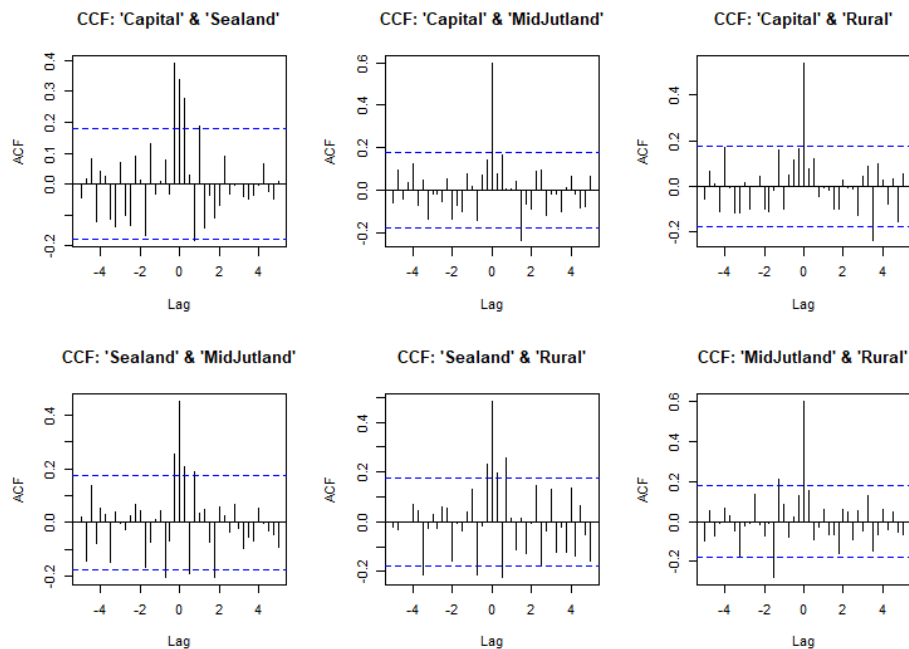 CCF: 'Capital' & 'Sealand'
CCF: 'Capital' & 'MidJutland'
CCF: 'Capital' & 'Rural'
ACF
-0.2 0.0 0.1 0.2 0.3 0.4
-4 -2 0 2 4
Lag
ACF
-0.2 0.0 0.2 0.4 0.6
-4 -2 0 2 4
Lag
ACF
-0.2 0.0 0.2 0.4
-4 -2 0 2 4
Lag
CCF: 'Sealand' & 'MidJutland'
CCF: 'Sealand' & 'Rural'
CCF: 'MidJutland' & 'Rural'
ACF
-0.2 0.0 0.2 0.4
-4 -2 0 2 4
Lag
ACF
-0.2 0.0 0.2 0.4
-4 -2 0 2 4
Lag
ACF
-0.2 0.0 0.2 0.4 0.6
-4 -2 0 2 4
Lag